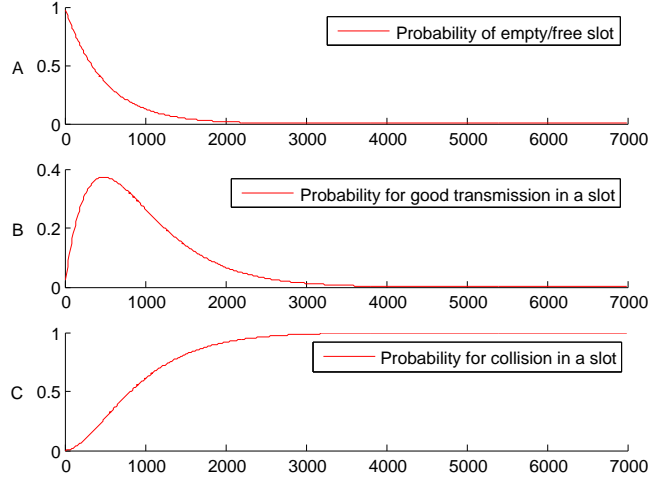 1
Probability of empty/free slot
A
0.5
0
0 1000 2000 3000 4000 5000 6000 7000
0.4
Probability for good transmission in a slot
B
0.2
0
0 1000 2000 3000 4000 5000 6000 7000
1
Probability for collision in a slot
C
0.5
0
0 1000 2000 3000 4000 5000 6000 7000